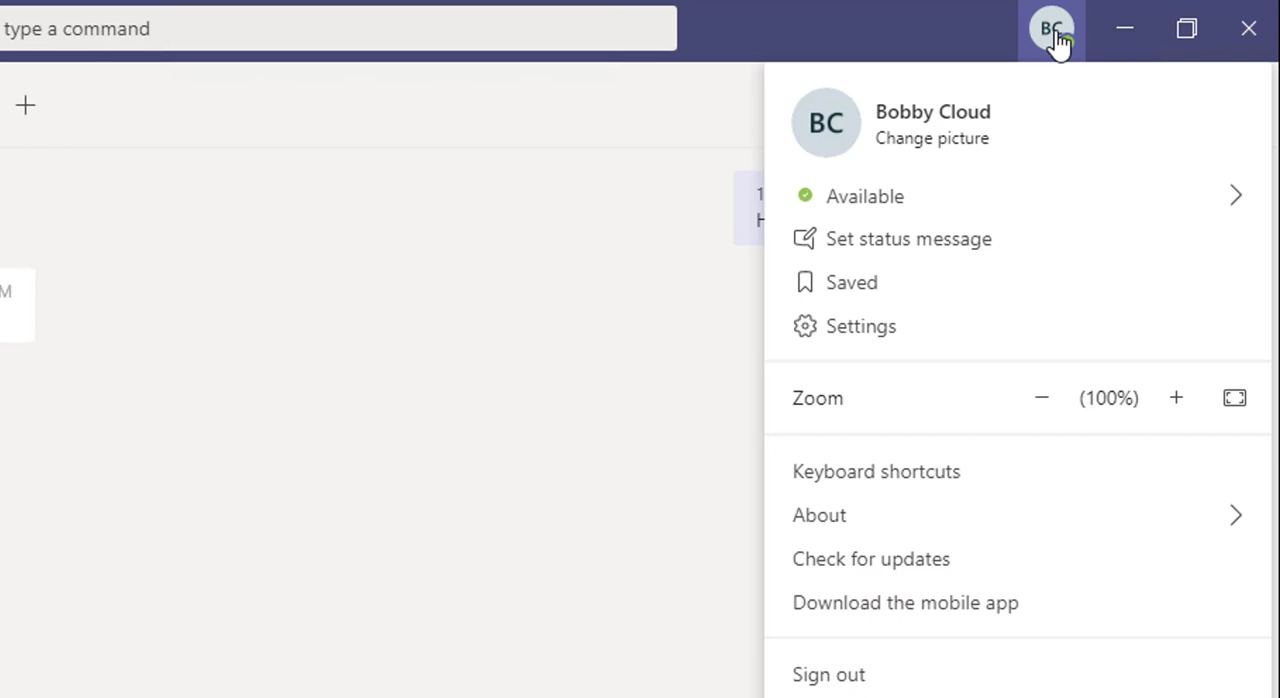 type a command
BC
BC
Bobby Cloud
Change picture
1
H
Available
Set status message
M
Saved
Settings
Zoom
(100%)
Keyboard shortcuts
About
Check for updates
Download the mobile app
Sign out